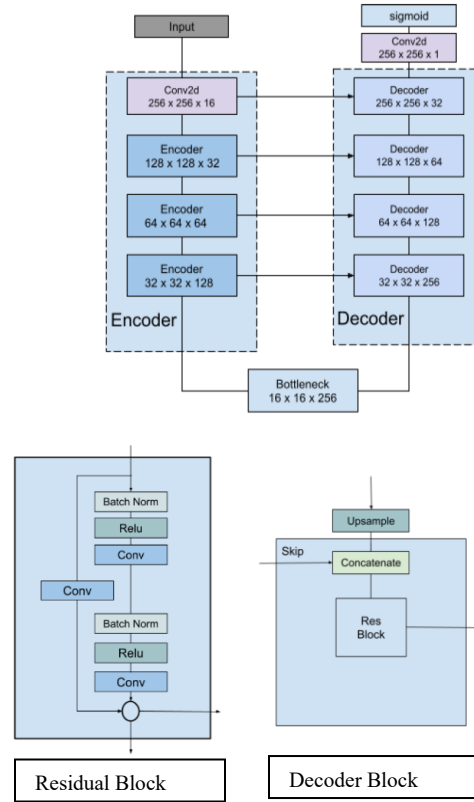 Input
Conv2d
256 x 256 x 16
Encoder
128 x 128 x 32
Encoder
64 x 64 x 64
Encoder
32 x 32 x 128
Encoder
sigmoid
Conv2d
256 x 256 x 1
Decoder
256 x 256 x 32
Decoder
128 x 128 x 64
Decoder
64 x 64 x 128
Decoder
32 x 32 x 256
Decoder
Bottleneck
16 x 16 x 256
Batch Norm
Relu
Conv
Conv
Batch Norm
Relu
Conv
Residual Block
Upsample
Skip
Concatenate
Res
Block
Decoder Block